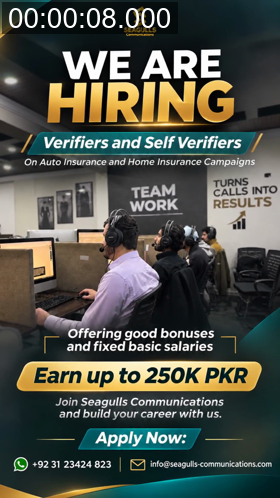 00:00:08.000
SEAGULLS
Communications
WE ARE
HIRING
Verifiers and Self Verifiers
On Auto Insurance and Home Insurance Campaigns
TEAM
WORK
TURNS
CALLS INTO
RESULTS
Offering good bonuses
and fixed basic salaries
Earn up to 250K PKR
Join Seagulls Communications
and build your career with us.
Apply Now:
+92 31 23424 823
info@seagulls-communications.com